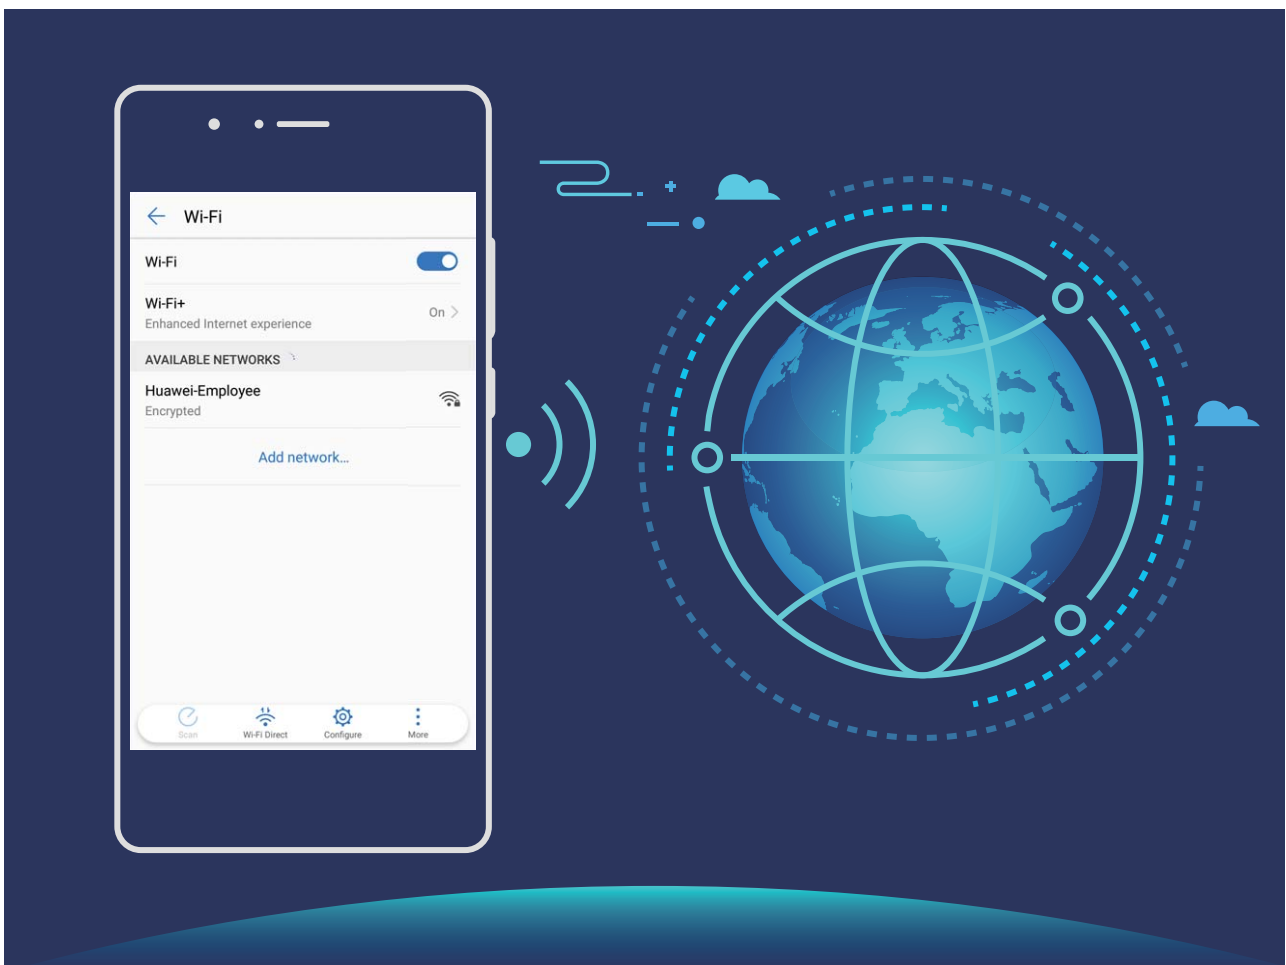 Wi-Fi
Wi-Fi
Wi-Fi+
Enhanced Internet experience
On
AVAILABLE NETWORKS
Huawei-Employee
Encrypted
Add network...
Scan
Wi-Fi Direct
Configure
More